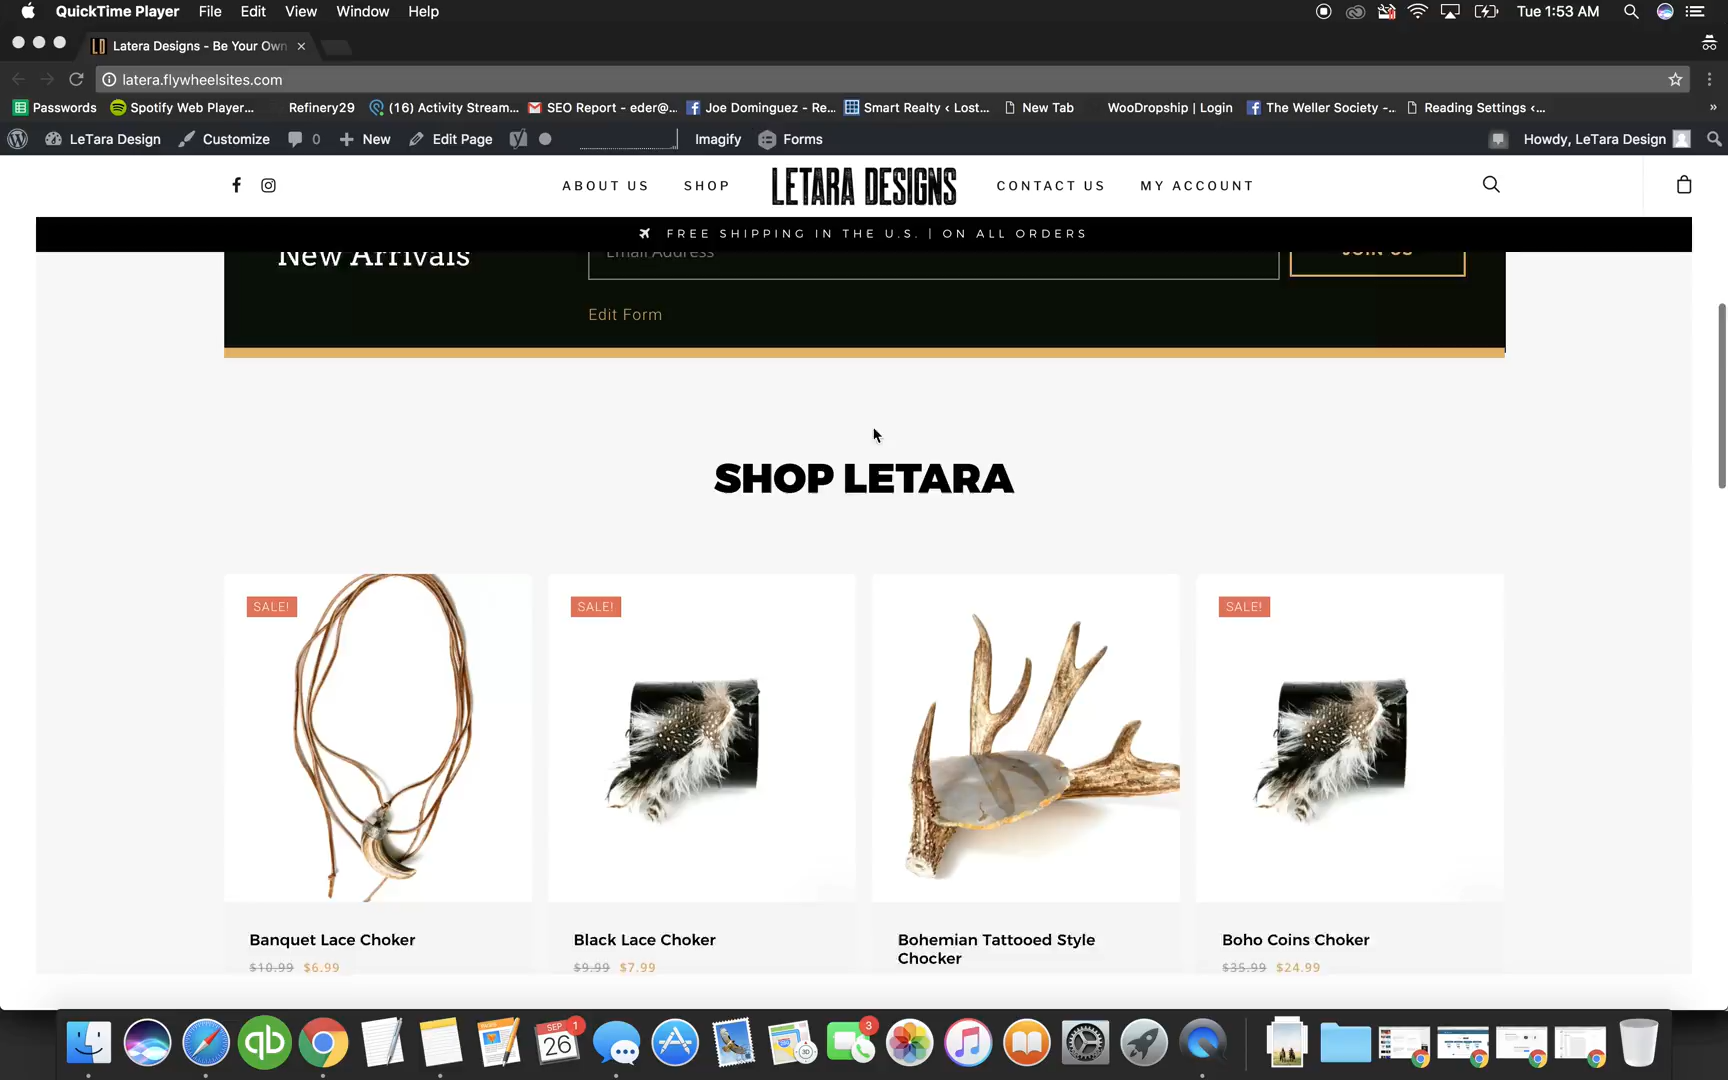 QuickTime Player File Edit View Window Help Tue 1:53 AM
Latera Designs - Be Your Own
latera.flywheelsites.com
Passwords Spotify Web Player... Refinery29 (16) Activity Stream... SEO Report - eder@... Joe Dominguez - Re... Smart Realty ‹ Lost... New Tab WooDropship | Login The Weller Society -... Reading Settings ‹... »
LeTara Design Customize 0 New Edit Page Imagify Forms Howdy, LeTara Design
ABOUT US SHOP LETARA DESIGNS CONTACT US MY ACCOUNT
FREE SHIPPING IN THE U.S. | ON ALL ORDERS
New Arrivals Email Address JOIN US
Edit Form
SHOP LETARA
SALE! SALE! SALE!
Banquet Lace Choker Black Lace Choker Bohemian Tattooed Style Boho Coins Choker
Chocker
$10.99 $6.99 $9.99 $7.99 $35.99 $24.99
SEP 1 3
26